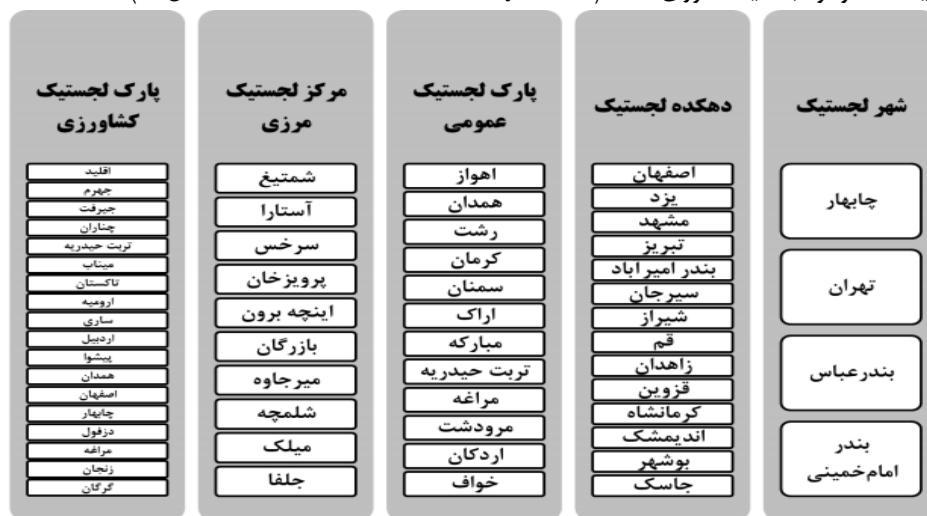 شهر لجستیک
چابهار
تهران
بندرعباس
بندر
امام‌خمینی
دهکده لجستیک
اصفهان
یزد
مشهد
تبریز
بندر امیر اباد
سیرجان
شیراز
قم
زاهدان
قزوین
کرمانشاه
اندیمشک
بوشهر
جاسک
پارک لجستیک
عمومی
اهواز
همدان
رشت
کرمان
سمنان
اراک
مبارکه
تربت حیدریه
مراغه
مرودشت
اردکان
خواف
مرکز لجستیک
مرزی
شمتیغ
آستارا
سرخس
پرویزخان
اینچه برون
بازرگان
میرجاوه
شلمچه
میلک
جلفا
پارک لجستیک
کشاورزی
اقلید
جهرم
جیرفت
چناران
تربت حیدریه
میناب
تاکستان
ارومیه
ساری
اردبیل
پیشوا
همدان
اصفهان
چابهار
دزفول
مراغه
زنجان
گرگان